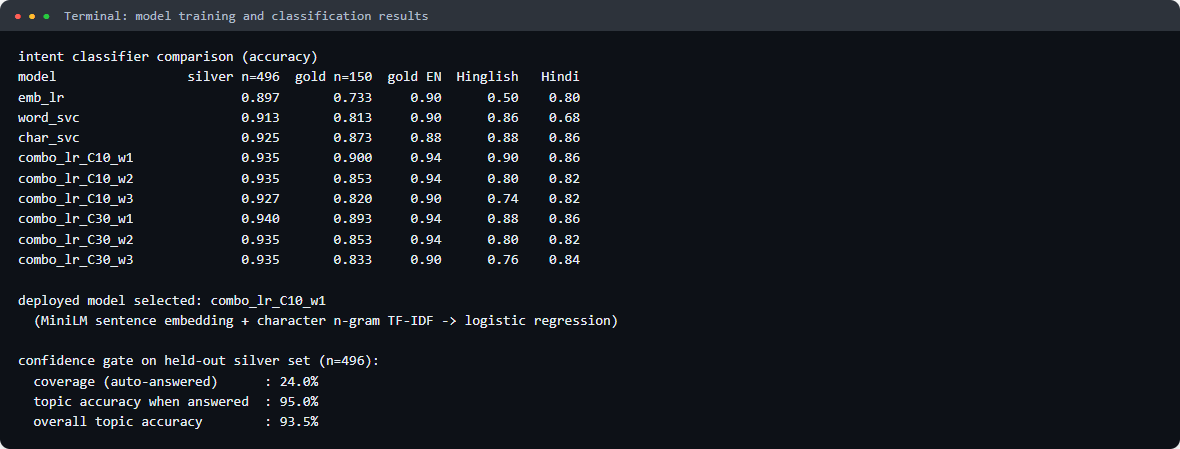 Terminal: model training and classification results
intent classifier comparison (accuracy)
model silver n=496 gold n=150 gold EN Hinglish Hindi
emb_lr 0.897 0.733 0.90 0.50 0.80
word_svc 0.913 0.813 0.90 0.86 0.68
char_svc 0.925 0.873 0.88 0.88 0.86
combo_lr_C10_w1 0.935 0.900 0.94 0.90 0.86
combo_lr_C10_w2 0.935 0.853 0.94 0.80 0.82
combo_lr_C10_w3 0.927 0.820 0.90 0.74 0.82
combo_lr_C30_w1 0.940 0.893 0.94 0.88 0.86
combo_lr_C30_w2 0.935 0.853 0.94 0.80 0.82
combo_lr_C30_w3 0.935 0.833 0.90 0.76 0.84
deployed model selected: combo_lr_C10_w1
(MiniLM sentence embedding + character n-gram TF-IDF -> logistic regression)
confidence gate on held-out silver set (n=496):
coverage (auto-answered) : 24.0%
topic accuracy when answered : 95.0%
overall topic accuracy : 93.5%